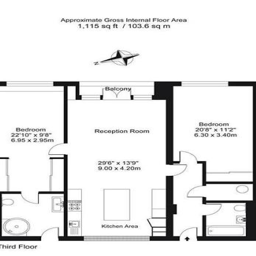 Approximate Gross Internal Floor Area
1,115 sq ft / 103.6 sq m
Balcony
Bedroom
22'10" x 9'8"
6.95 x 2.95m
Reception Room
29'6" x 13'9"
9.00 x 4.20m
Bedroom
20'8" x 11'2"
6.30 x 3.40m
Kitchen Area
Third Floor